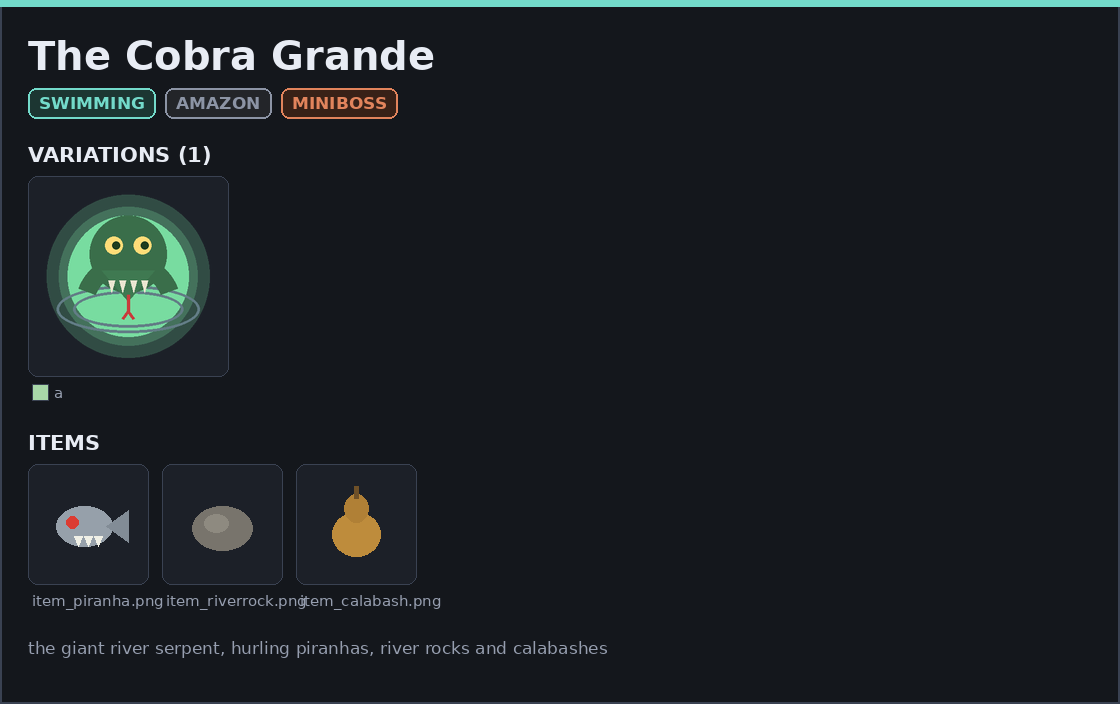 The Cobra Grande
SWIMMING AMAZON MINIBOSS
VARIATIONS (1)
a
ITEMS
item_piranha.png item_riverrock.png item_calabash.png
the giant river serpent, hurling piranhas, river rocks and calabashes